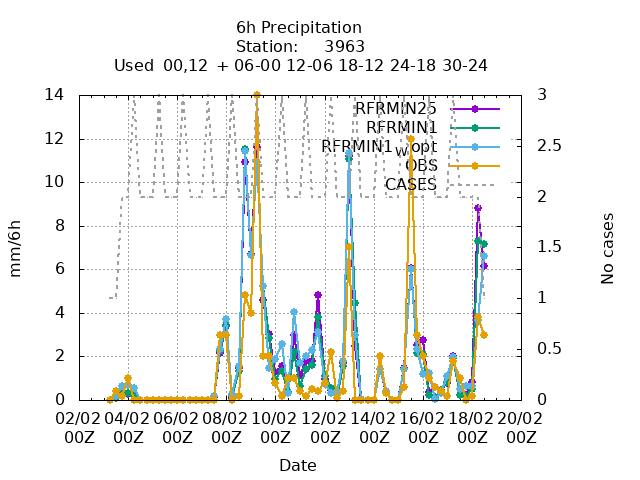 6h Precipitation
Station: 3963
Used 00,12 + 06-00 12-06 18-12 24-18 30-24
14 3
RFRMIN25
12 RFRMIN1 2.5
RFRMIN1_w opt
OBS
10 CASES 2
8
1.5
6
1
4
2 0.5
0 0
mm/6h
No cases
02/02 04/02 06/02 08/02 10/02 12/02 14/02 16/02 18/02 20/02
00Z 00Z 00Z 00Z 00Z 00Z 00Z 00Z 00Z 00Z
Date